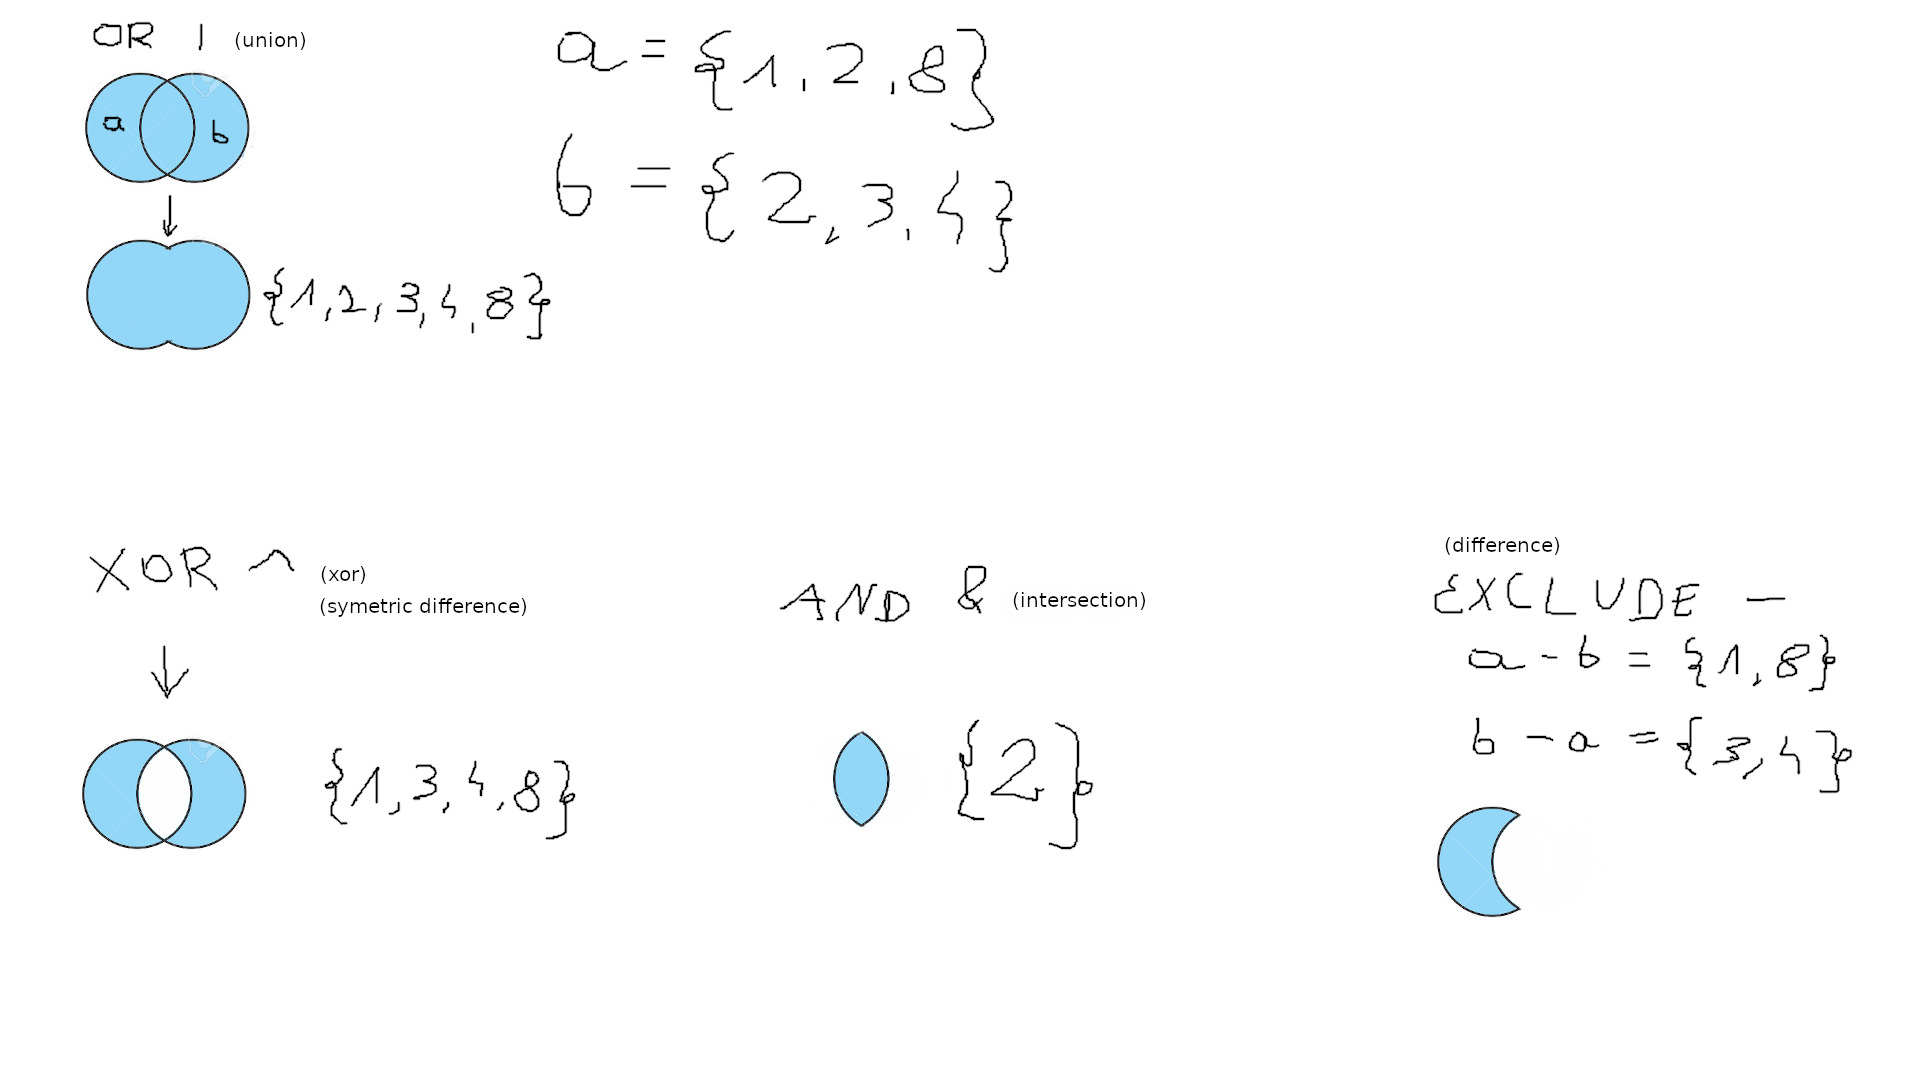 OR | (union)
a = {1, 2, 8}
a b
b = {2, 3, 4}
{1, 2, 3, 4, 8}
XOR ^ (xor)
(symetric difference)
{1, 3, 4, 8}
AND & (intersection)
{2}
(difference)
EXCLUDE -
a - b = {1, 8}
b - a = {3, 4}